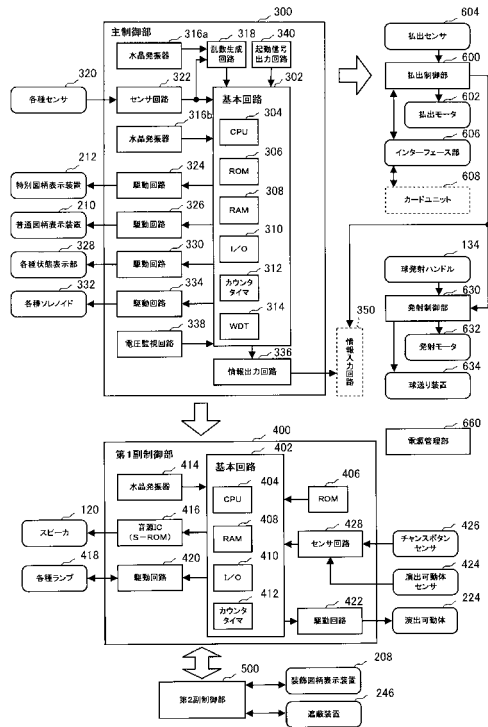 300
主制御部
316a
318
340
水晶発振器
乱数生成
回路
起動信号
出力回路
320
322
302
各種センサ
センサ回路
基本回路
316b
304
水晶発振器
CPU
212
324
306
ROM
特別図柄表示装置
駆動回路
308
210
326
RAM
普通図柄表示装置
駆動回路
310
328
330
I/O
各種状態表示部
駆動回路
312
332
334
カウンタ
タイマ
各種ソレノイド
駆動回路
314
338
WDT
電圧監視回路
336
情報出力回路
350
情報入力回路
604
払出センサ
600
払出制御部
602
払出モータ
606
インターフェース部
608
カードユニット
134
球発射ハンドル
630
発射制御部
632
発射モータ
634
球送り装置
660
電源管理部
400
第1副制御部
402
414
基本回路
406
水晶発振器
404
CPU
ROM
120
416
408
428
426
スピーカ
音源IC
(S-ROM)
RAM
センサ回路
チャンスボタン
センサ
418
420
410
424
各種ランプ
駆動回路
I/O
演出可動体
センサ
412
422
224
カウンタ
タイマ
駆動回路
演出可動体
500
208
第2副制御部
装飾図柄表示装置
246
遮蔽装置